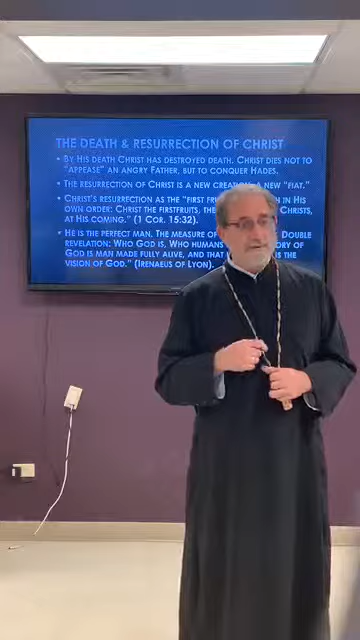 THE DEATH & RESURRECTION OF CHRIST
• BY HIS DEATH CHRIST HAS DESTROYED DEATH. CHRIST DIES NOT TO
"APPEASE" AN ANGRY FATHER, BUT TO CONQUER HADES.
• THE RESURRECTION OF CHRIST IS A NEW CREATION, A NEW "FIAT."
• CHRIST'S RESURRECTION AS THE "FIRST IN HIS
OWN ORDER: CHRIST THE FIRSTFRUITS, CHRISTS,
AT HIS COMING." (1 COR. 15:32).
• HE IS THE PERFECT MAN. THE MEASURE DOUBLE
REVELATION: WHO GOD IS, WHO OF
GOD IS MAN MADE FULLY ALIVE, AND THE
VISION OF GOD." (IRENAEUS OF LYON).